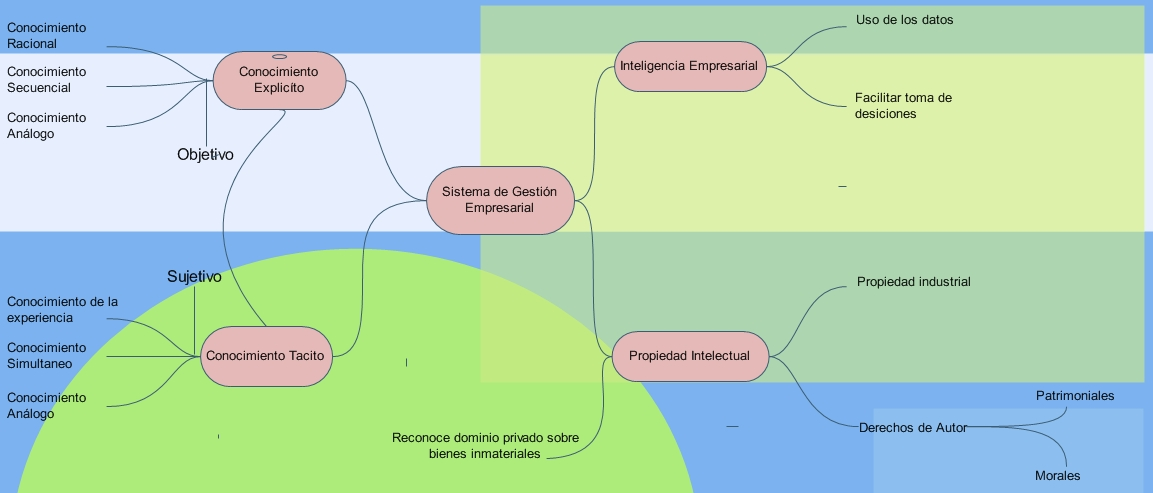 Conocimiento
Racional
Conocimiento
Secuencial
Conocimiento
Análogo
Conocimiento
Explicíto
Objetivo
Sistema de Gestión
Empresarial
Inteligencia Empresarial
Uso de los datos
Facilitar toma de
desiciones
Sujetivo
Conocimiento de la
experiencia
Conocimiento
Simultaneo
Conocimiento
Análogo
Conocimiento Tacito
Propiedad Intelectual
Propiedad industrial
Derechos de Autor
Patrimoniales
Morales
Reconoce dominio privado sobre
bienes inmateriales